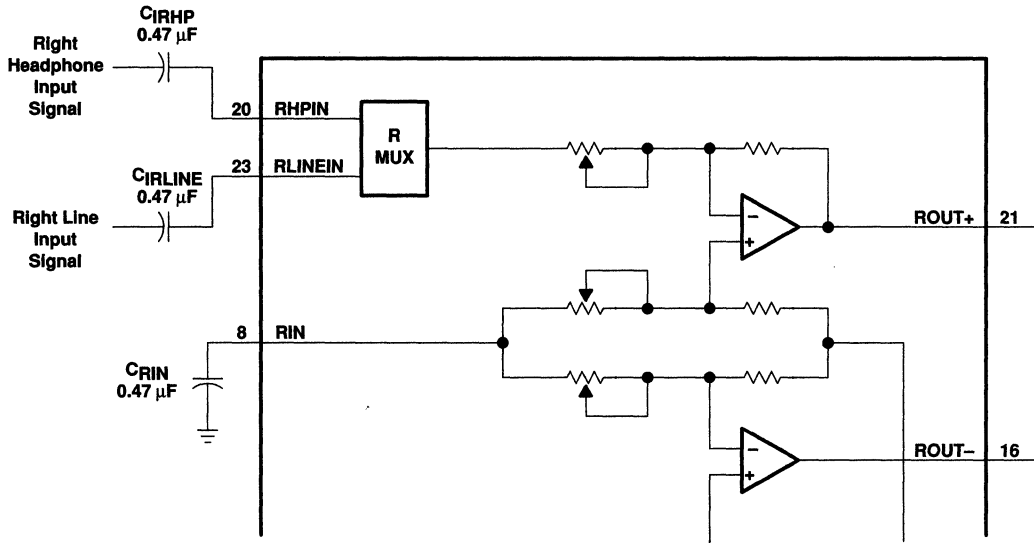 CIRHP
0.47 µF
Right
Headphone
Input
Signal
20 RHPIN
R
MUX
23 RLINEIN
CIRLINE
0.47 µF
Right Line
Input
Signal
−
+
ROUT+ 21
8 RIN
CRIN
0.47 µF
−
+
ROUT− 16